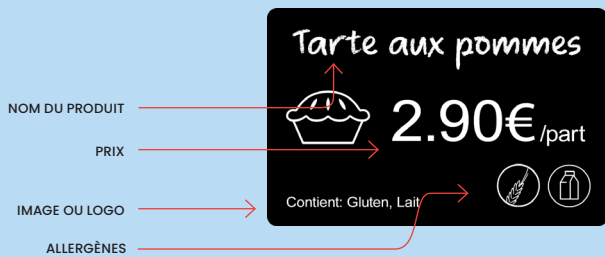 Tarte aux pommes
NOM DU PRODUIT
2.90€/part
PRIX
Contient: Gluten, Lait
IMAGE OU LOGO
ALLERGÈNES